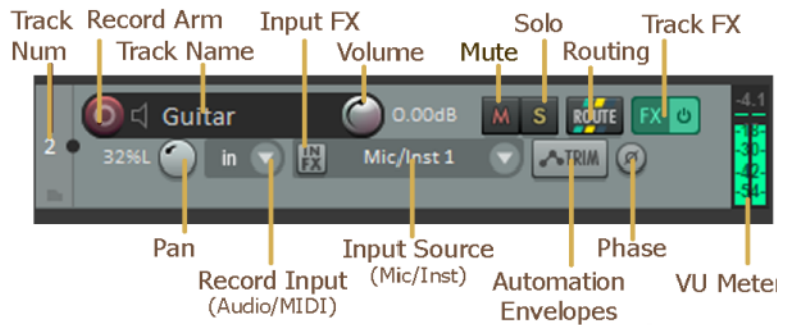 Track Record Arm Input FX Solo Track FX
Num Track Name Volume Mute Routing
Guitar 0.00dB M S ROUTE FX -4.1
2 32%L in IN FX Mic/Inst 1 TRIM Ø -18-
-30-
-42-
-54-
Pan Input Source Phase
Record Input (Mic/Inst) Automation VU Meter
(Audio/MIDI) Envelopes